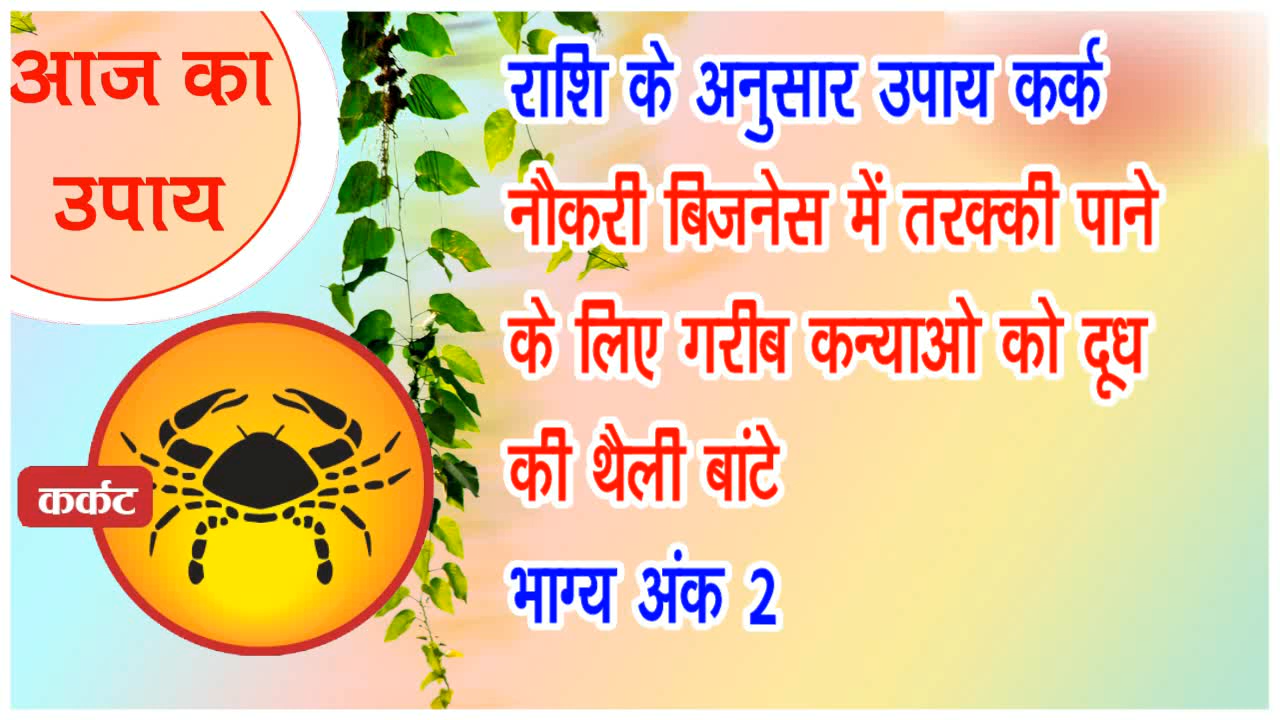 आज का
उपाय
राशि के अनुसार उपाय कर्क
नौकरी बिजनेस में तरक्की पाने
के लिए गरीब कन्याओ को दूध
की थैली बांटे
भाग्य अंक 2
कर्कट